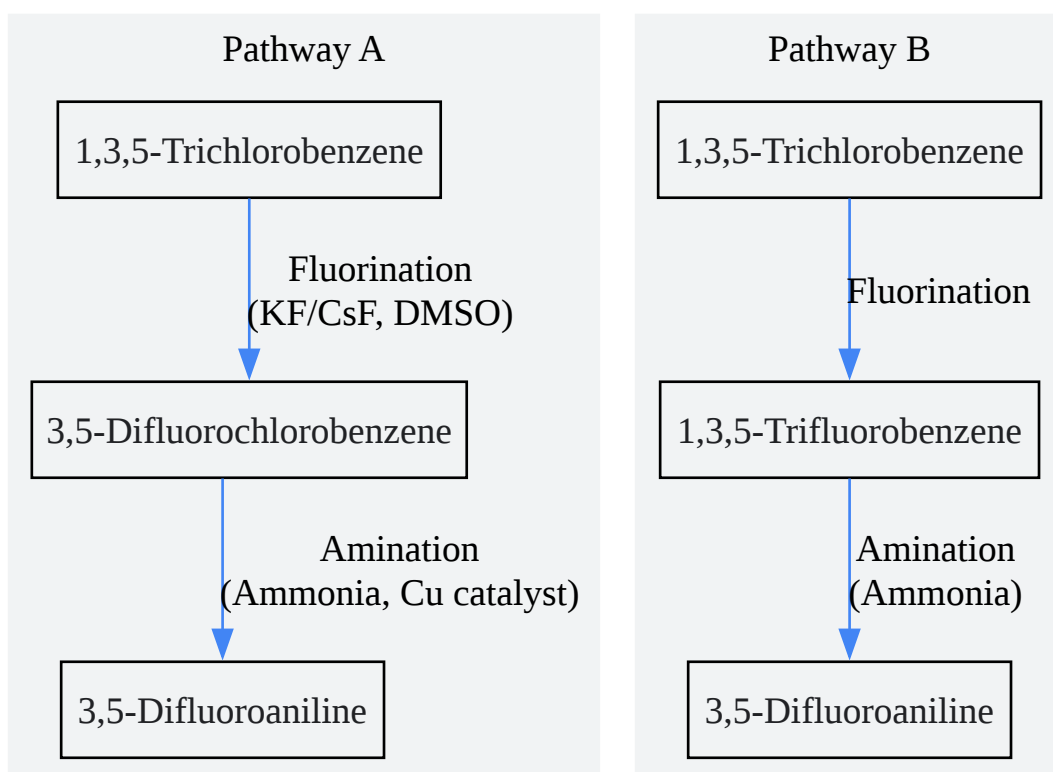 Pathway A
1,3,5-Trichlorobenzene
Fluorination
(KF/CsF, DMSO)
3,5-Difluorochlorobenzene
Amination
(Ammonia, Cu catalyst)
3,5-Difluoroaniline
Pathway B
1,3,5-Trichlorobenzene
Fluorination
1,3,5-Trifluorobenzene
Amination
(Ammonia)
3,5-Difluoroaniline